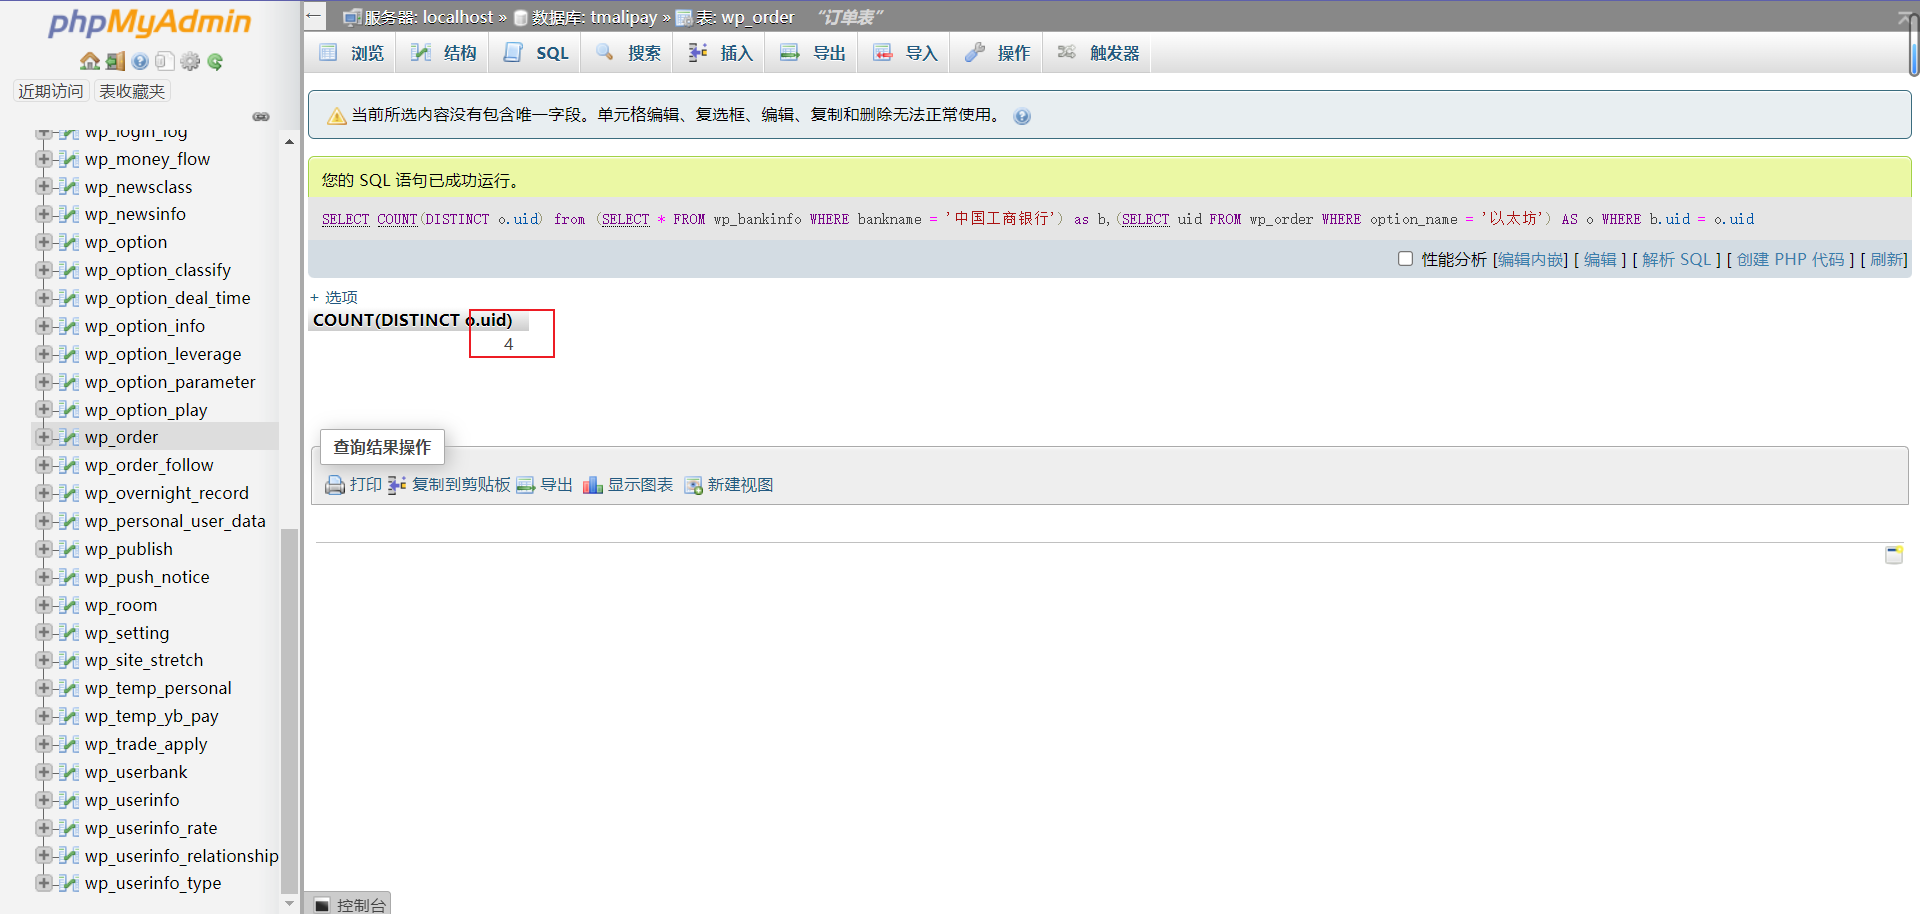 phpMyAdmin
近期访问 表收藏夹
wp_login_log
wp_money_flow
wp_newsclass
wp_newsinfo
wp_option
wp_option_classify
wp_option_deal_time
wp_option_info
wp_option_leverage
wp_option_parameter
wp_option_play
wp_order
wp_order_follow
wp_overnight_record
wp_personal_user_data
wp_publish
wp_push_notice
wp_room
wp_setting
wp_site_stretch
wp_temp_personal
wp_temp_yb_pay
wp_trade_apply
wp_userbank
wp_userinfo
wp_userinfo_rate
wp_userinfo_relationship
wp_userinfo_type
服务器: localhost » 数据库: tmalipay » 表: wp_order “订单表”
浏览 结构 SQL 搜索 插入 导出 导入 操作 触发器
当前所选内容没有包含唯一字段。单元格编辑、复选框、编辑、复制和删除无法正常使用。
您的 SQL 语句已成功运行。
SELECT COUNT(DISTINCT o.uid) from (SELECT * FROM wp_bankinfo WHERE bankname = '中国工商银行') as b,(SELECT uid FROM wp_order WHERE option_name = '以太坊') AS o WHERE b.uid = o.uid
性能分析 [编辑内嵌] [ 编辑 ] [ 解析 SQL ] [ 创建 PHP 代码 ] [ 刷新]
+ 选项
COUNT(DISTINCT o.uid)
4
查询结果操作
打印 复制到剪贴板 导出 显示图表 新建视图
控制台